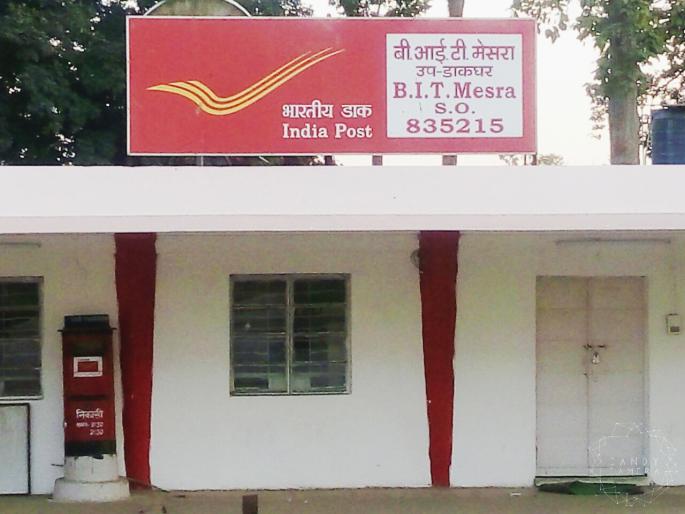 बी.आई.टी. मेसरा
उप-डाकघर
B.I.T. Mesra
S.O.
835215
भारतीय डाक
India Post
निकासी